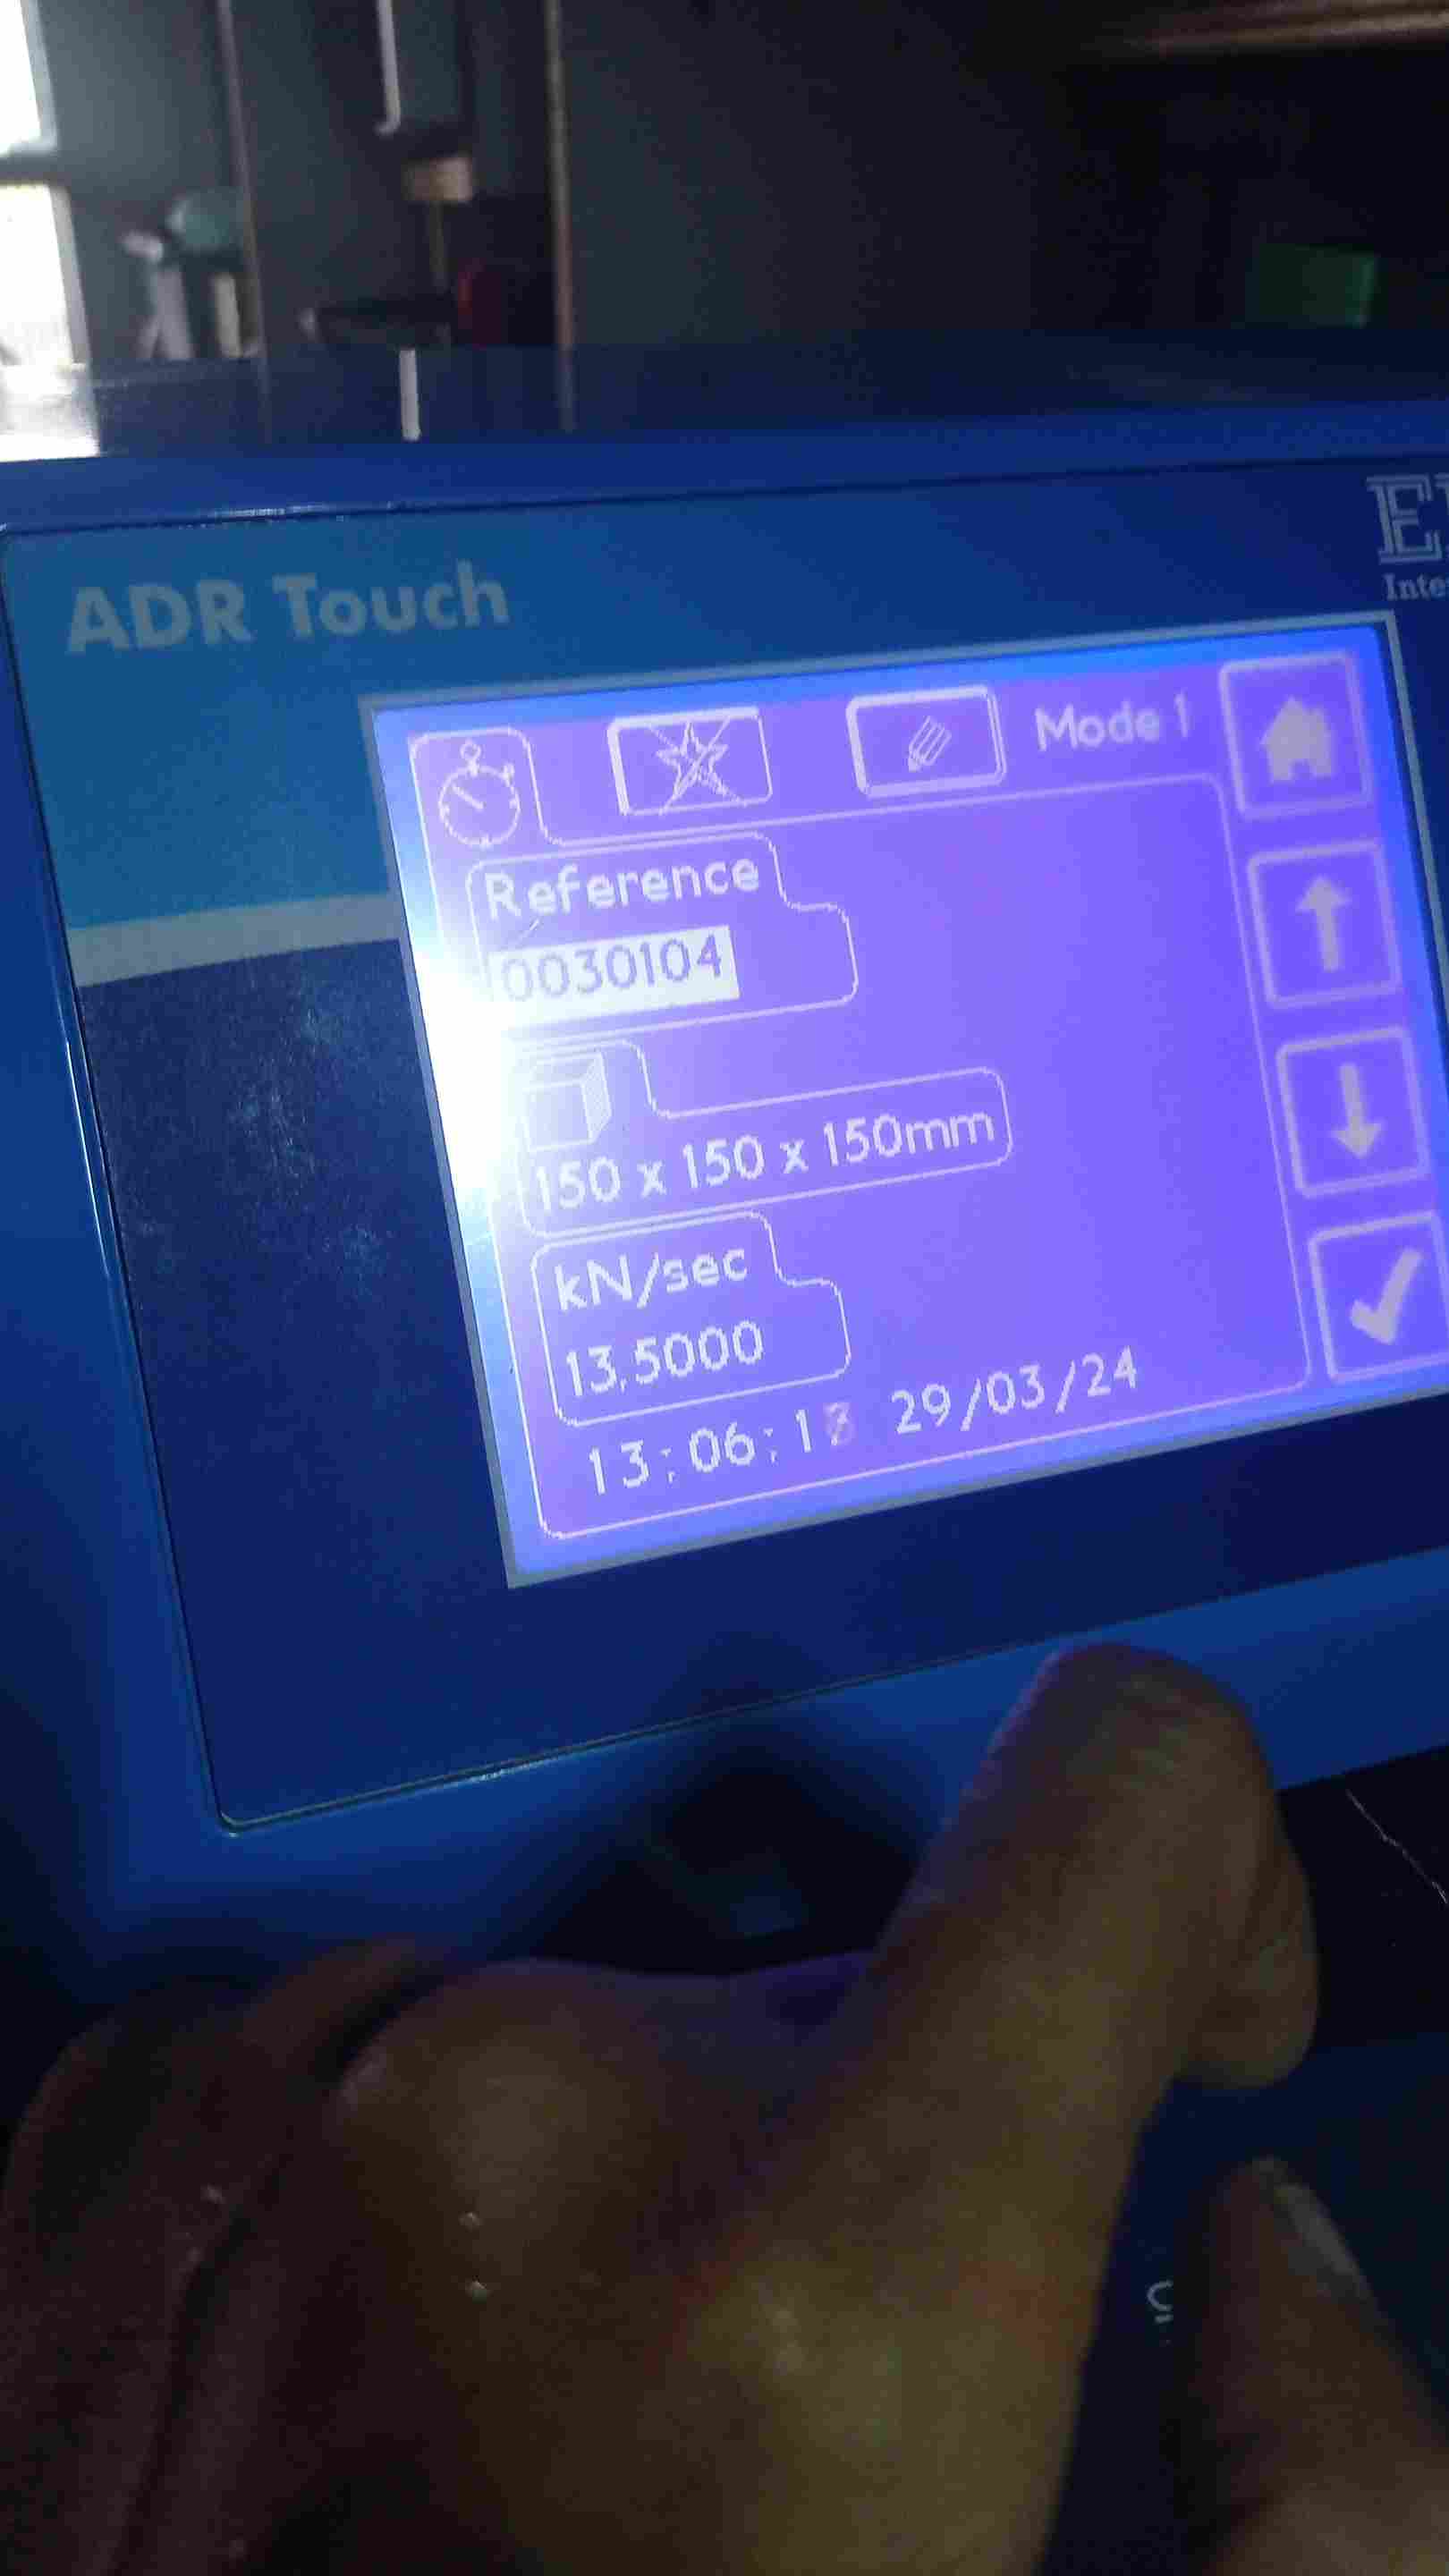 ADR Touch
Mode 1
Reference
0030104
150 x 150 x 150mm
kN/sec
13.5000
29/03/24